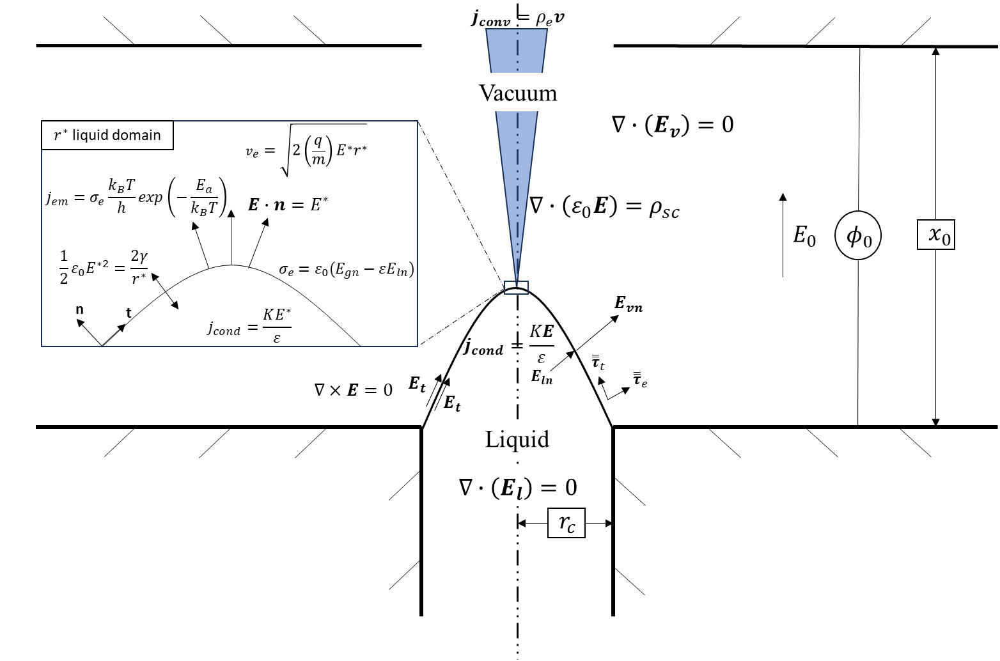 𝒋_𝒄𝒐𝒏𝒗 = ρ_e 𝒗
Vacuum
∇ · (𝑬_𝒗) = 0
r* liquid domain
v_e = √(2 (q/m) E*r*)
j_em = σ_e (k_B T / h) exp (− E_a / (k_B T))
𝑬 · 𝒏 = E*
∇ · (ε_0 𝑬) = ρ_sc
E_0
ϕ_0
x_0
1/2 ε_0 E*² = 2γ / r*
σ_e = ε_0 (E_gn − εE_ln)
n
t
j_cond = KE* / ε
𝑬_𝒗𝒏
𝒋_𝒄𝒐𝒏𝒅 = K𝑬 / ε
𝑬_𝒍𝒏
τ̿_t
τ̿_e
∇ × 𝑬 = 0
𝑬_𝒕
𝑬_𝒕
Liquid
∇ · (𝑬_𝒍) = 0
r_c